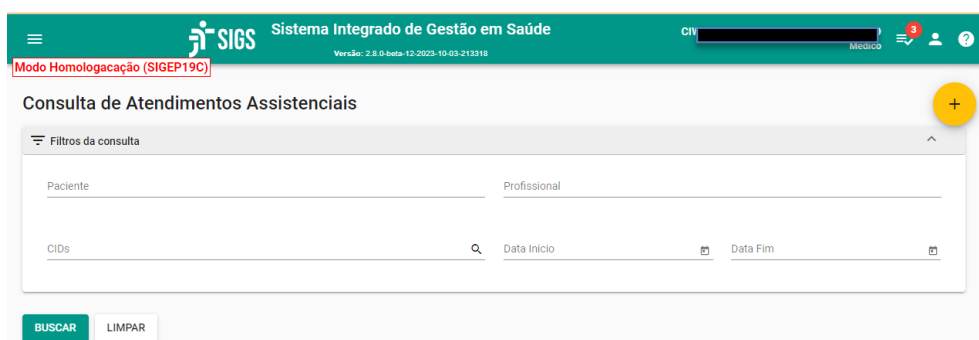 SIGS
Sistema Integrado de Gestão em Saúde
Versão: 2.8.0-beta-12-2023-10-03-213318
Médico
3
Modo Homologacação (SIGEP19C)
Consulta de Atendimentos Assistenciais
+
Filtros da consulta
Paciente
Profissional
CIDs
Data Inicio
Data Fim
BUSCAR
LIMPAR